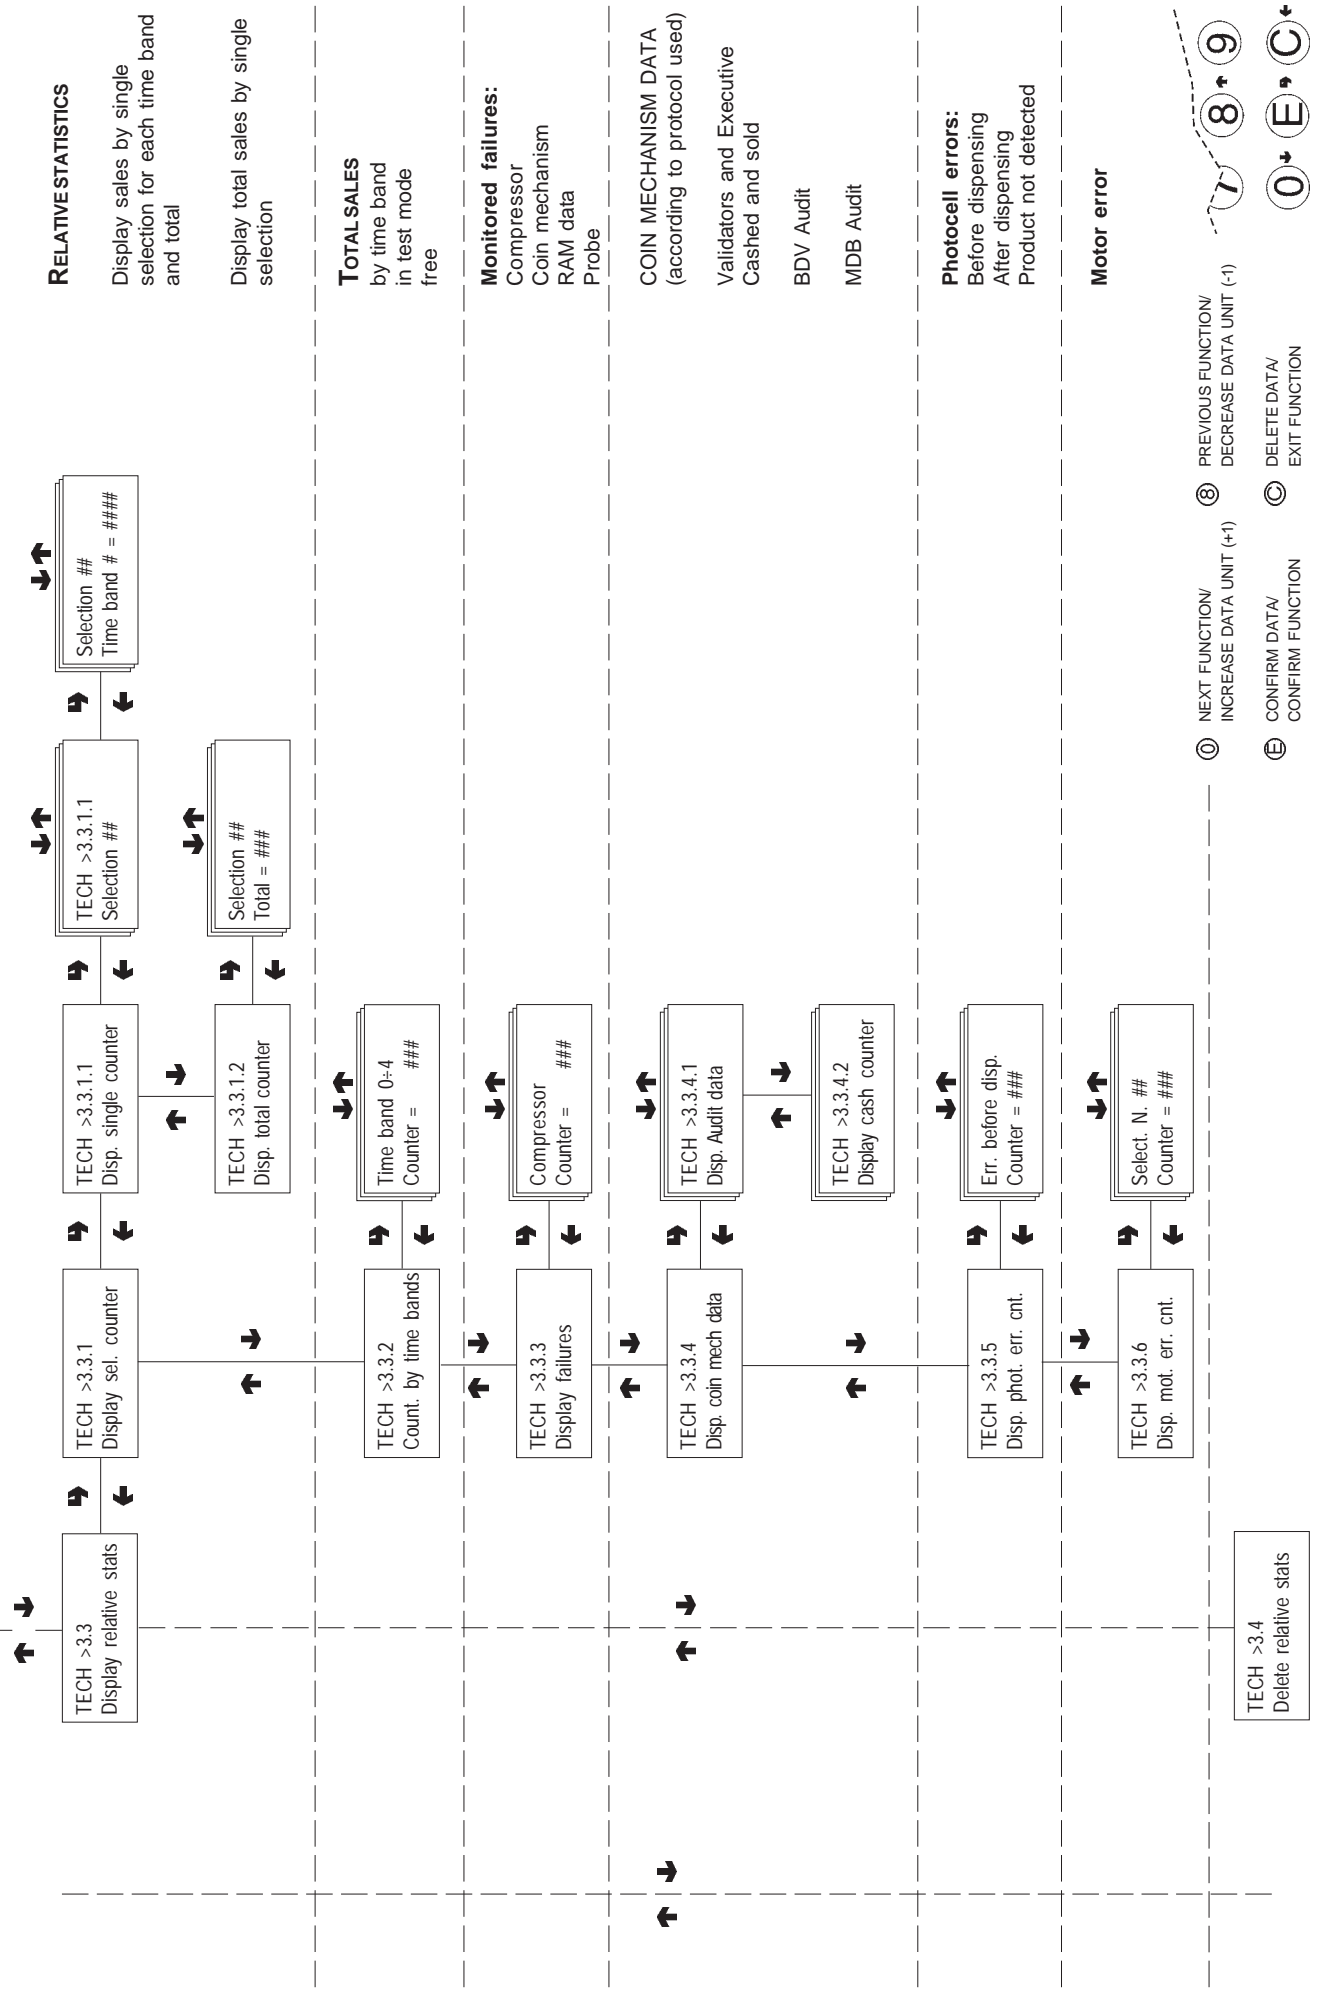 TECH >3.3
Display relative stats
TECH >3.3.1
Display sel. counter
TECH >3.3.1.1
Disp. single counter
TECH >3.3.1.1
Selection ##
Selection ##
Time band # = ####
RELATIVE STATISTICS
Display sales by single
selection for each time band
and total
TECH >3.3.1.2
Disp. total counter
Selection ##
Total = ###
Display total sales by single
selection
TECH >3.3.2
Count. by time bands
Time band 0÷4
Counter = ###
TOTAL SALES
by time band
in test mode
free
TECH >3.3.3
Display failures
Compressor
Counter = ###
Monitored failures:
Compressor
Coin mechanism
RAM data
Probe
TECH >3.3.4
Disp. coin mech data
TECH >3.3.4.1
Disp. Audit data
COIN MECHANISM DATA
(according to protocol used)
Validators and Executive
Cashed and sold
BDV Audit
TECH >3.3.4.2
Display cash counter
MDB Audit
TECH >3.3.5
Disp. phot. err. cnt.
Err. before disp.
Counter = ###
Photocell errors:
Before dispensing
After dispensing
Product not detected
TECH >3.3.6
Disp. mot. err. cnt.
Select. N. ##
Counter = ###
Motor error
TECH >3.4
Delete relative stats
0 NEXT FUNCTION/
INCREASE DATA UNIT (+1)
8 PREVIOUS FUNCTION/
DECREASE DATA UNIT (-1)
E CONFIRM DATA/
CONFIRM FUNCTION
C DELETE DATA/
EXIT FUNCTION
7 8 9
0 E C